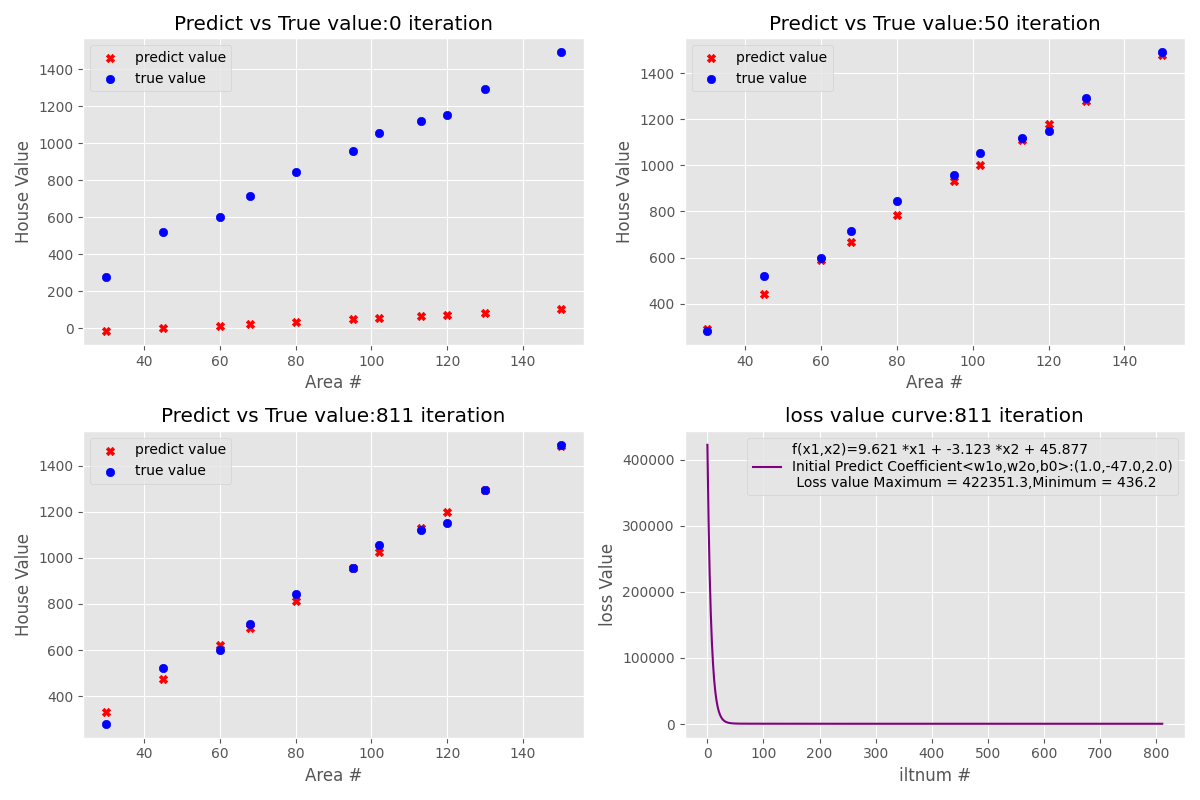 Predict vs True value:0 iteration
predict value
true value
1400
1200
1000
800
600
400
200
0
House Value
40 60 80 100 120 140
Area #
Predict vs True value:50 iteration
predict value
true value
1400
1200
1000
800
600
400
House Value
40 60 80 100 120 140
Area #
Predict vs True value:811 iteration
predict value
true value
1400
1200
1000
800
600
400
House Value
40 60 80 100 120 140
Area #
loss value curve:811 iteration
f(x1,x2)=9.621 *x1 + -3.123 *x2 + 45.877
Initial Predict Coefficient<w1o,w2o,b0>:(1.0,-47.0,2.0)
Loss value Maximum = 422351.3,Minimum = 436.2
400000
300000
200000
100000
0
loss Value
0 100 200 300 400 500 600 700 800
iltnum #